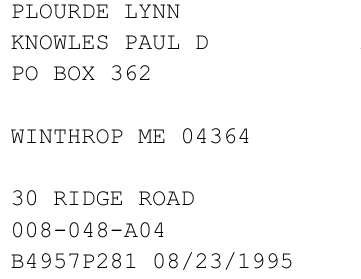 PLOURDE LYNN
KNOWLES PAUL D
PO BOX 362
WINTHROP ME 04364
30 RIDGE ROAD
008-048-A04
B4957P281 08/23/1995